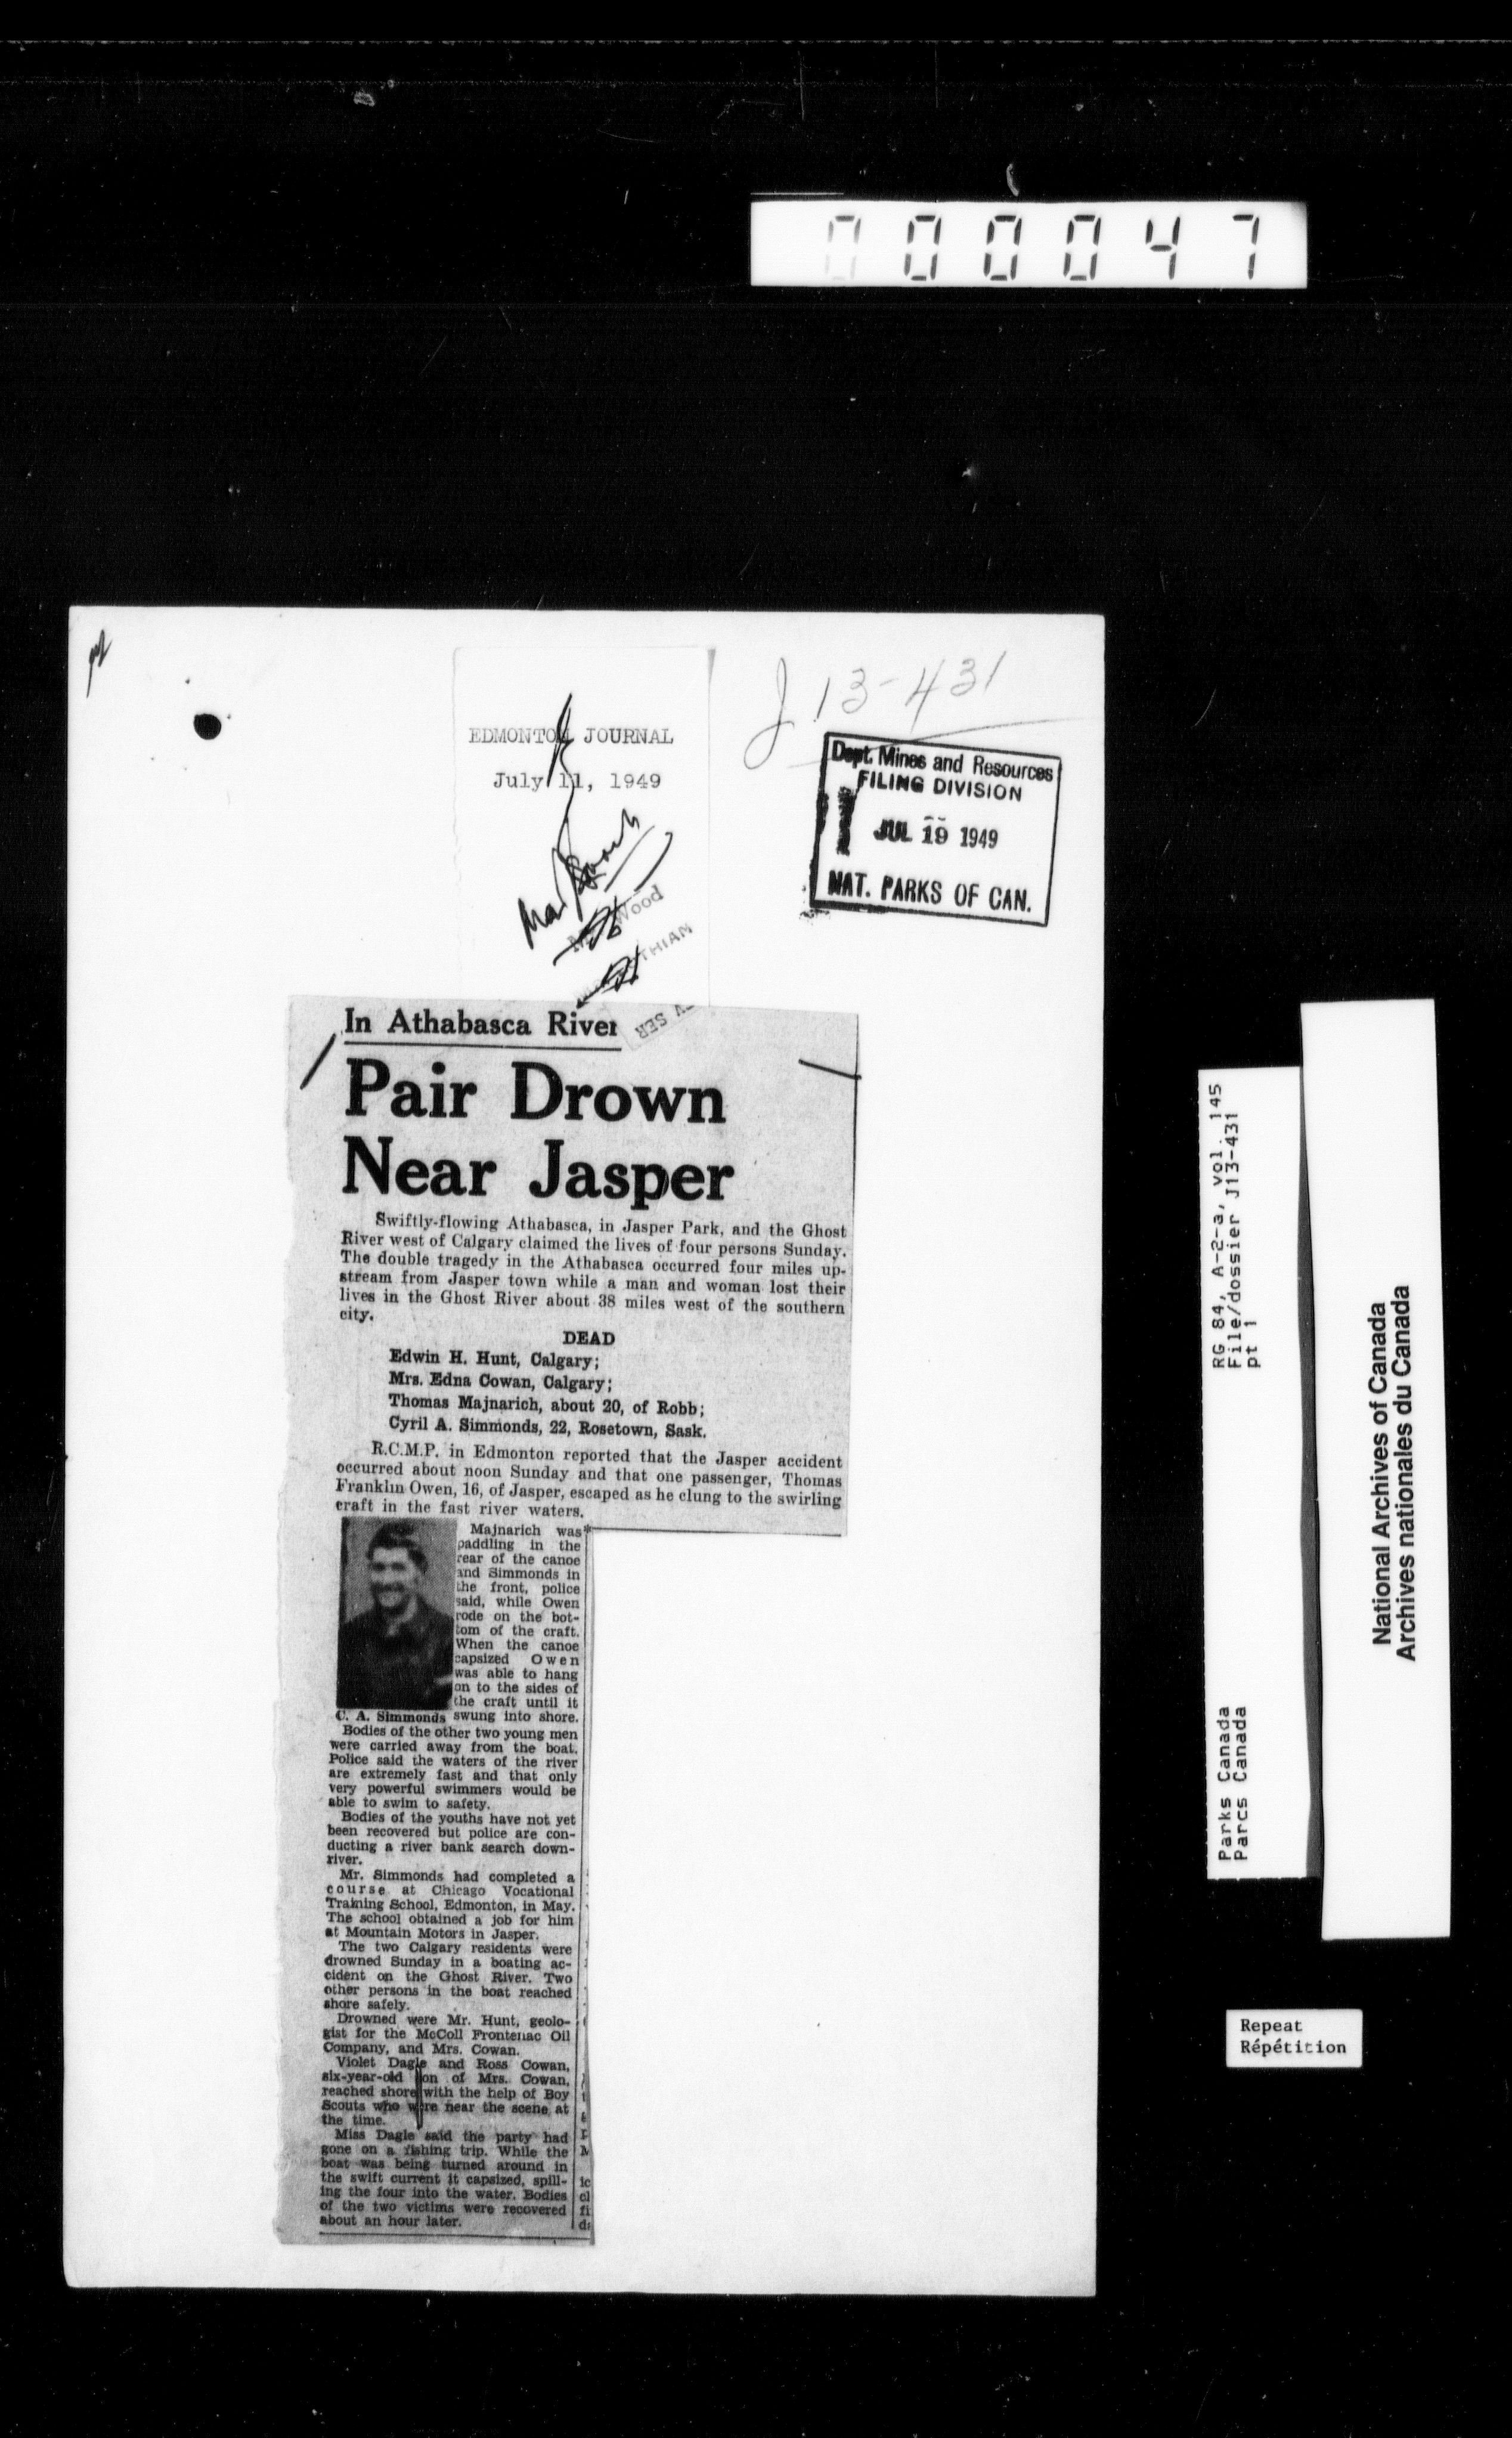 000047
J 13-431
EDMONTON JOURNAL
July 11, 1949
Dept. Mines and Resources
FILING DIVISION
JUL 19 1949
NAT. PARKS OF CAN.
Wood
In Athabasca River
Pair Drown
Near Jasper
Swiftly-flowing Athabasca, in Jasper Park, and the Ghost
River west of Calgary claimed the lives of four persons Sunday.
The double tragedy in the Athabasca occurred four miles up-
stream from Jasper town while a man and woman lost their
lives in the Ghost River about 38 miles west of the southern
city.
DEAD
Edwin H. Hunt, Calgary;
Mrs. Edna Cowan, Calgary;
Thomas Majnarich, about 20, of Robb;
Cyril A. Simmonds, 22, Rosetown, Sask.
R.C.M.P. in Edmonton reported that the Jasper accident
occurred about noon Sunday and that one passenger, Thomas
Franklin Owen, 16, of Jasper, escaped as he clung to the swirling
craft in the fast river waters.
Majnarich was
paddling in the
rear of the canoe
and Simmonds in
the front, police
said, while Owen
rode on the bot-
tom of the craft.
When the canoe
capsized Owen
was able to hang
on to the sides of
the craft until it
C. A. Simmonds swung into shore.
Bodies of the other two young men
were carried away from the boat.
Police said the waters of the river
are extremely fast and that only
very powerful swimmers would be
able to swim to safety.
Bodies of the youths have not yet
been recovered but police are con-
ducting a river bank search down-
river.
Mr. Simmonds had completed a
course at Chicago Vocational
Training School, Edmonton, in May.
The school obtained a job for him
at Mountain Motors in Jasper.
The two Calgary residents were
drowned Sunday in a boating ac-
cident on the Ghost River. Two
other persons in the boat reached
shore safely.
Drowned were Mr. Hunt, geolo-
gist for the McColl Frontenac Oil
Company, and Mrs. Cowan.
Violet Dagle and Ross Cowan,
six-year-old son of Mrs. Cowan,
reached shore with the help of Boy
Scouts who were near the scene at
the time.
Miss Dagle said the party had
gone on a fishing trip. While the
boat was being turned around in
the swift current it capsized, spill-
ing the four into the water. Bodies
of the two victims were recovered
about an hour later.
RG 84, A-2-a, vol. 145
File/dossier J13-431
pt 1
Parks Canada
Parcs Canada
National Archives of Canada
Archives nationales du Canada
Repeat
Répétition